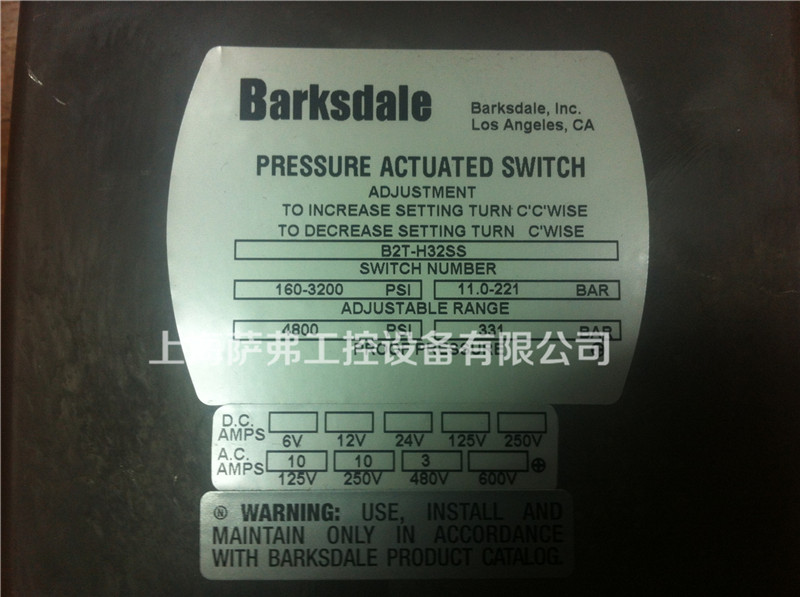 Barksdale
Barksdale, Inc.
Los Angeles, CA
PRESSURE ACTUATED SWITCH
ADJUSTMENT
TO INCREASE SETTING TURN C'C'WISE
TO DECREASE SETTING TURN C'WISE
B2T-H32SS
SWITCH NUMBER
160-3200 PSI 11.0-221 BAR
ADJUSTABLE RANGE
4800 PSI 331 BAR
PROOF PRESSURE
上海萨弗工控设备有限公司
D.C. AMPS
6V 12V 24V 125V 250V
A.C. AMPS 10 10 3
125V 250V 480V 600V
WARNING: USE, INSTALL AND
MAINTAIN ONLY IN ACCORDANCE
WITH BARKSDALE PRODUCT CATALOG.